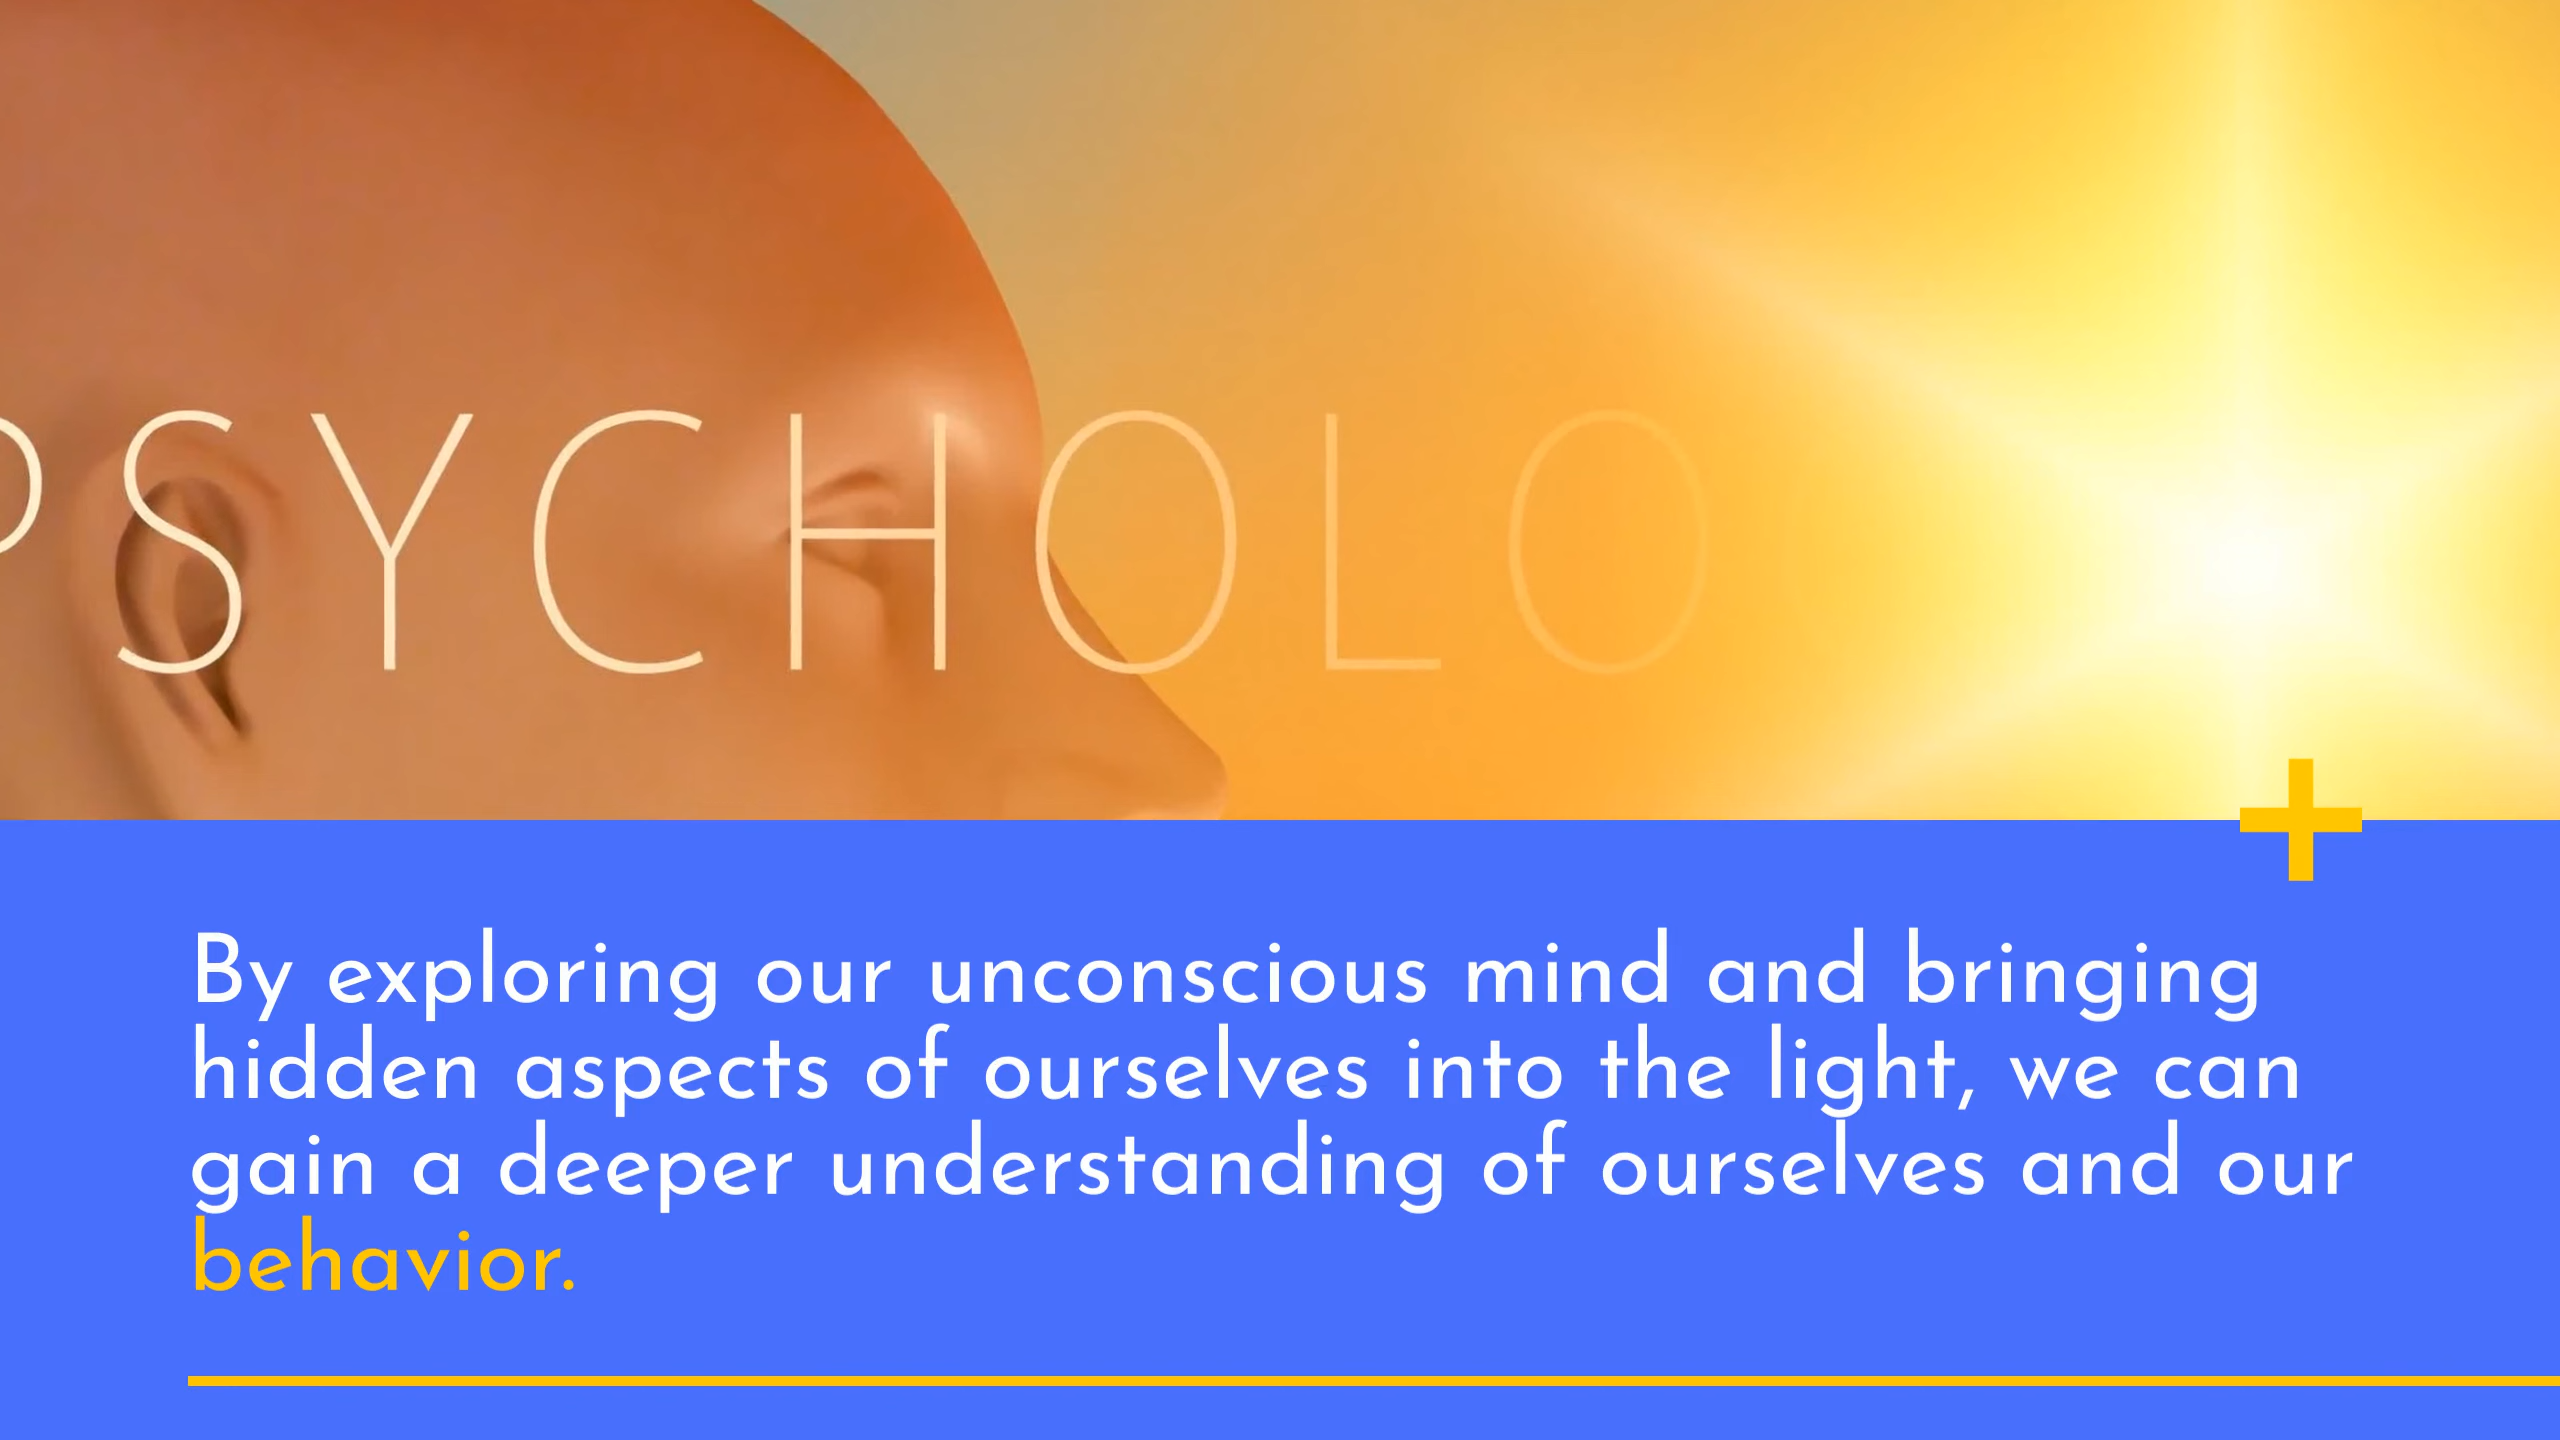 PSYCHOLO
By exploring our unconscious mind and bringing
hidden aspects of ourselves into the light, we can
gain a deeper understanding of ourselves and our
behavior.